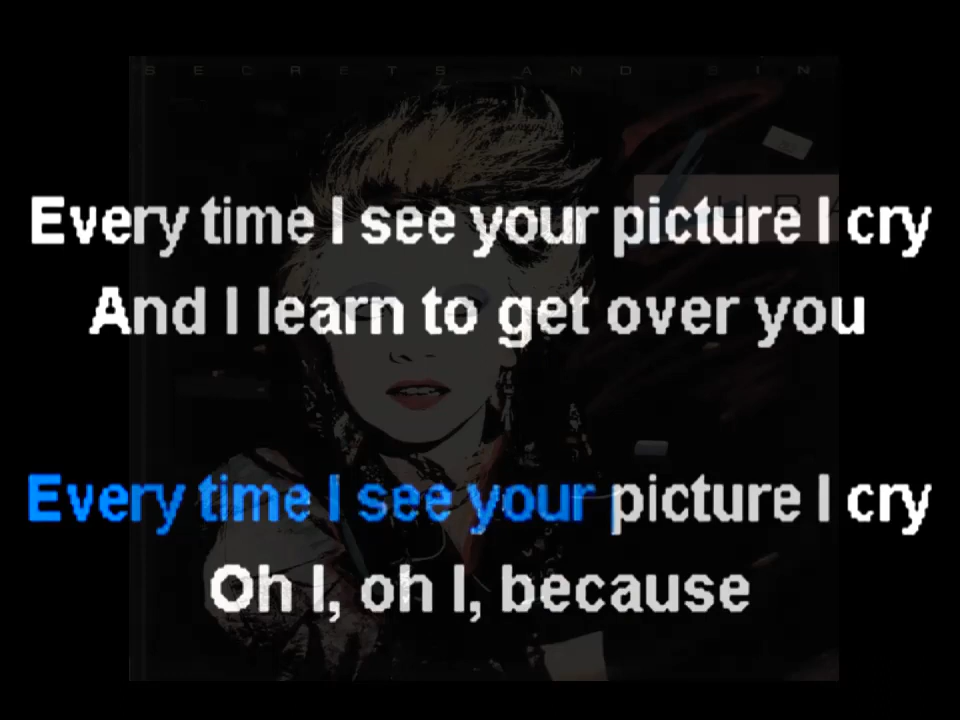 SECRETS AND SIN
Every time I see your picture I cry
And I learn to get over you
Every time I see your picture I cry
Oh I, oh I, because